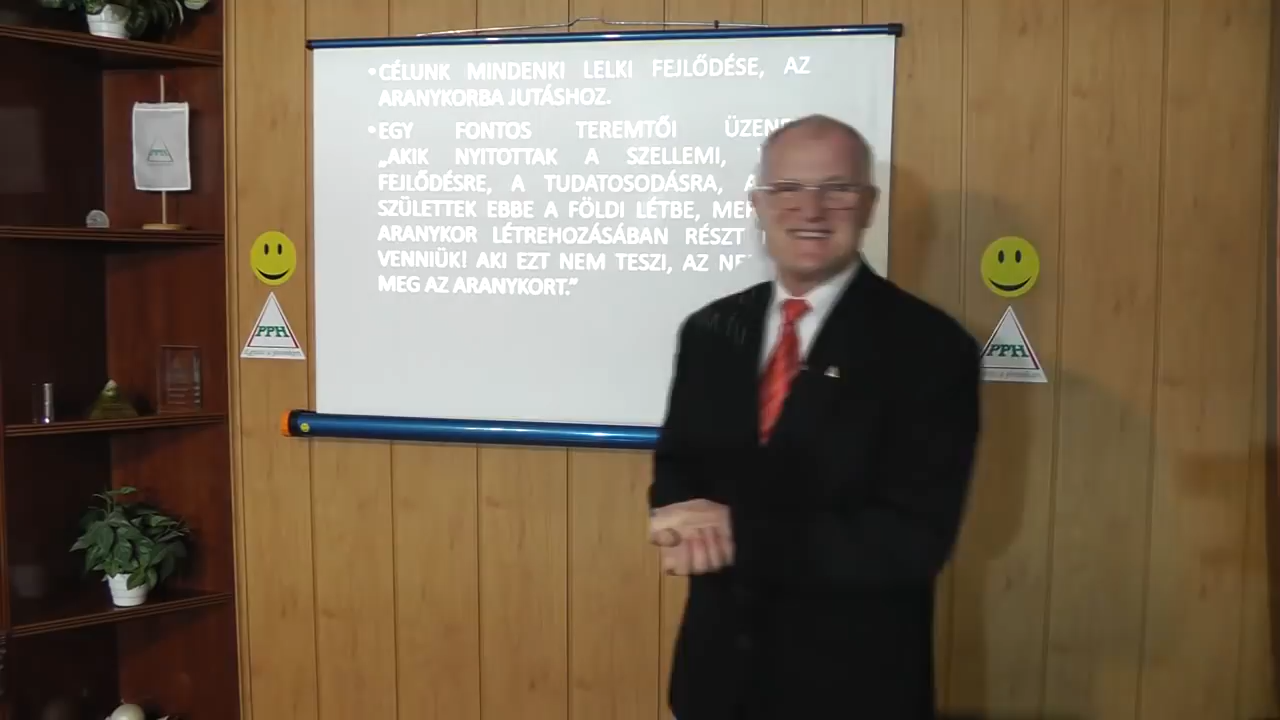 •CÉLUNK MINDENKI LELKI FEJLŐDÉSE, AZ
ARANYKORBA JUTÁSHOZ.
•EGY FONTOS TEREMTŐI
„AKIK NYITOTTAK A SZELLEMI,
FEJLŐDÉSRE, A TUDATOSODÁSRA,
SZÜLETTEK EBBE A FÖLDI LÉTBE,
ARANYKOR LÉTREHOZÁSÁBAN RÉSZT
VENNIÜK! AKI EZT NEM TESZI, AZ
MEG AZ ARANYKORT.”
PPH
PPH
PPH